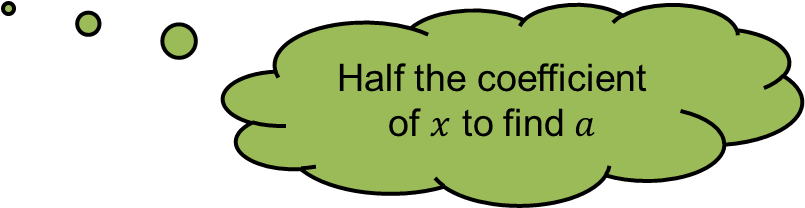 Half the coefficient
of x to find a